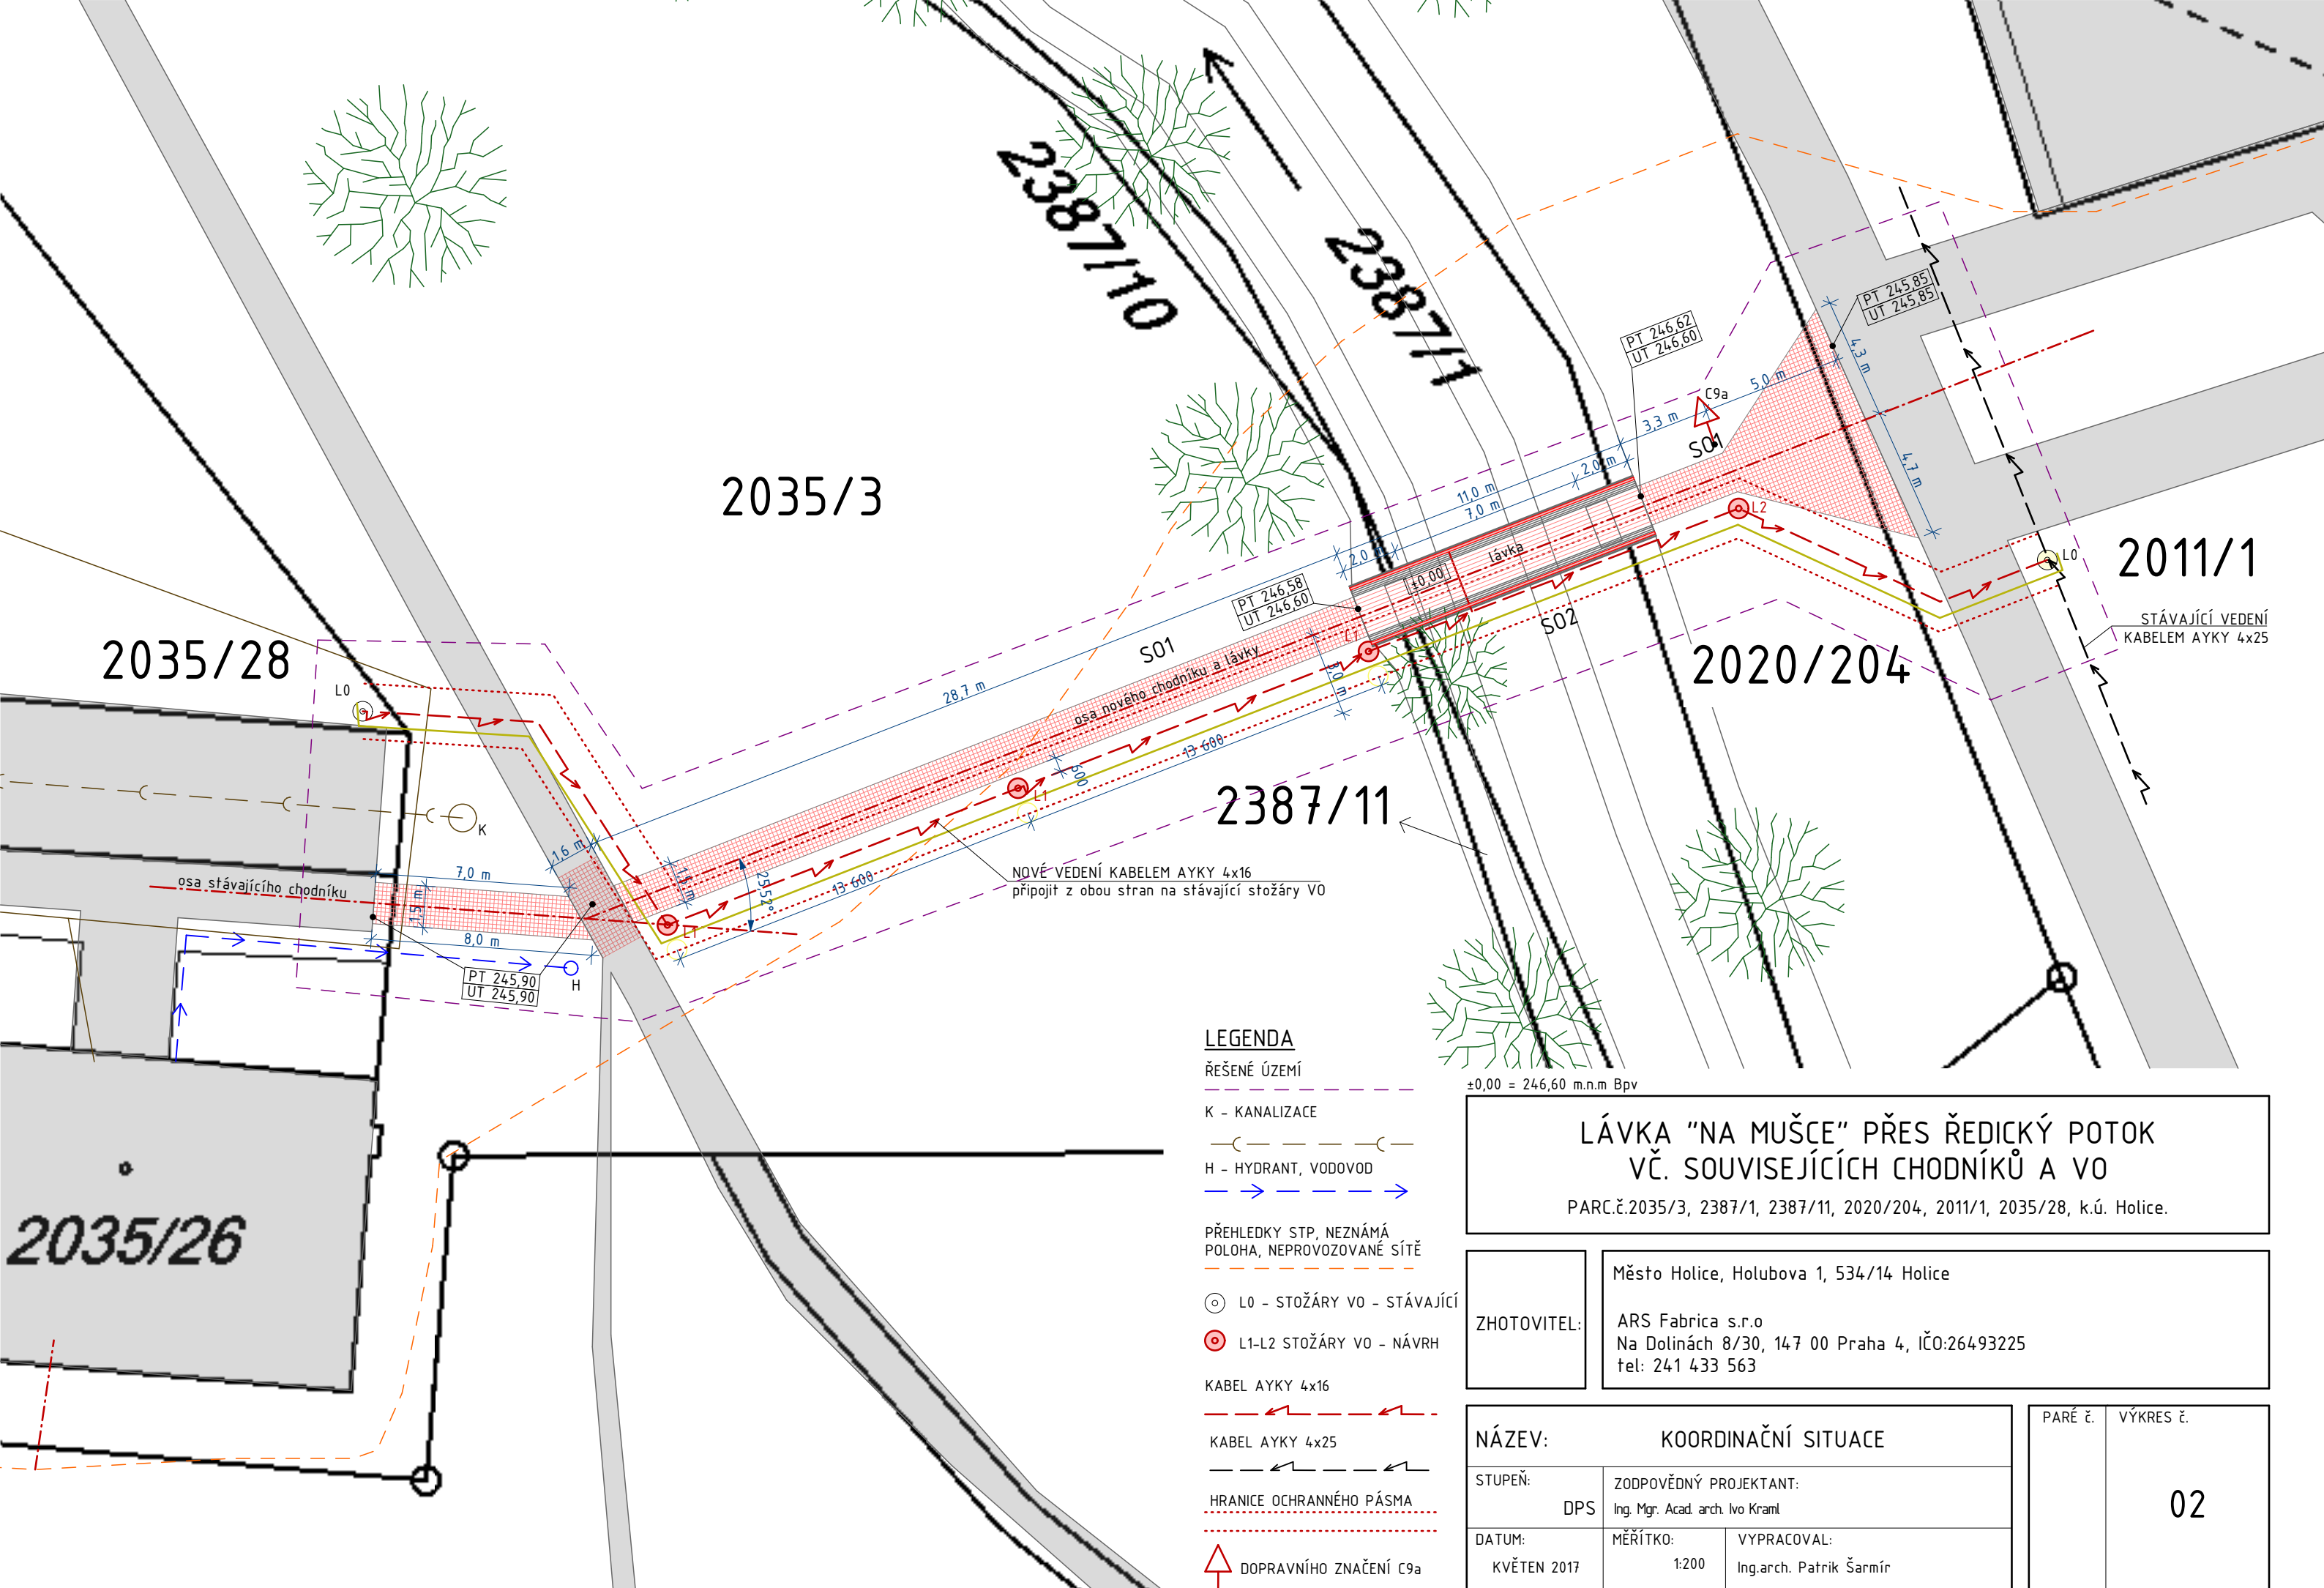 2387/10
2387/1
PT 245,85
UT 245,85
PT 246,62
UT 246,60
4,3 m
5,0 m
C9a
3,3 m
SO1
4,7 m
2035/3
2,0 m
11,0 m
7,0 m
2,0 m
L2
lávka
±0,00
L0
2011/1
PT 246,58
UT 246,60
STÁVAJÍCÍ VEDENÍ
KABELEM AYKY 4x25
SO2
L1
SO1
2035/28
2020/204
osa nového chodníku a lávky
3,0 m
28,7 m
L0
13 600
600
L1
2387/11
K
1,6 m
7,0 m
osa stávajícího chodníku
1,5 m
1,5 m
25,52°
13 600
NOVÉ VEDENÍ KABELEM AYKY 4x16
připojit z obou stran na stávající stožáry VO
L1
8,0 m
PT 245,90
UT 245,90
H
2035/26
LEGENDA
ŘEŠENÉ ÚZEMÍ
K - KANALIZACE
H - HYDRANT, VODOVOD
PŘEHLEDKY STP, NEZNÁMÁ
POLOHA, NEPROVOZOVANÉ SÍTĚ
L0 - STOŽÁRY VO - STÁVAJÍCÍ
L1-L2 STOŽÁRY VO - NÁVRH
KABEL AYKY 4x16
KABEL AYKY 4x25
HRANICE OCHRANNÉHO PÁSMA
DOPRAVNÍHO ZNAČENÍ C9a
±0,00 = 246,60 m.n.m Bpv
LÁVKA "NA MUŠCE" PŘES ŘEDICKÝ POTOK
VČ. SOUVISEJÍCÍCH CHODNÍKŮ A VO
PARC.č.2035/3, 2387/1, 2387/11, 2020/204, 2011/1, 2035/28, k.ú. Holice.
ZHOTOVITEL:
Město Holice, Holubova 1, 534/14 Holice
ARS Fabrica s.r.o
Na Dolinách 8/30, 147 00 Praha 4, IČO:26493225
tel: 241 433 563
NÁZEV: KOORDINAČNÍ SITUACE
STUPEŇ:
DPS
ZODPOVĚDNÝ PROJEKTANT:
Ing. Mgr. Acad. arch. Ivo Kraml
DATUM:
KVĚTEN 2017
MĚŘÍTKO:
1:200
VYPRACOVAL:
Ing.arch. Patrik Šarmír
PARÉ č.
VÝKRES č.
02